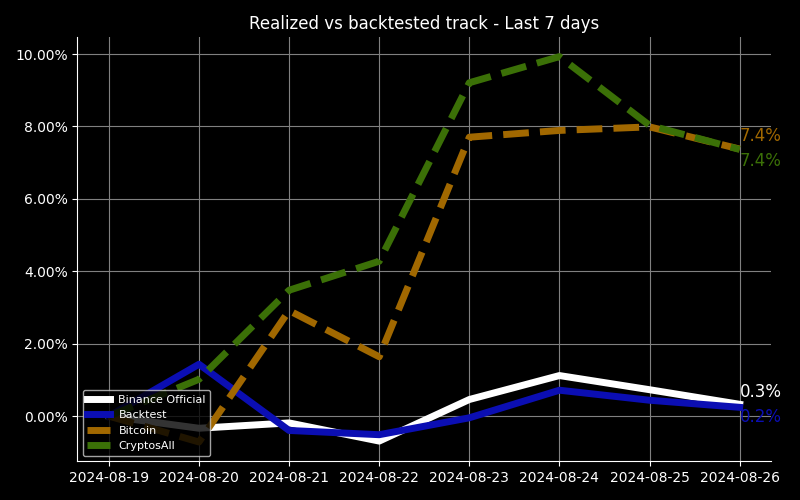 Realized vs backtested track - Last 7 days
10.00%
8.00%
6.00%
4.00%
2.00%
0.00%
7.4%
7.4%
0.3%
0.2%
Binance Official
Backtest
Bitcoin
CryptosAll
2024-08-19 2024-08-20 2024-08-21 2024-08-22 2024-08-23 2024-08-24 2024-08-25 2024-08-26